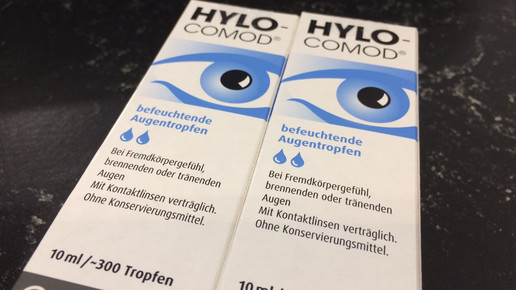 HYLO-
COMOD®
befeuchtende
Augentropfen
Bei Fremdkörpergefühl,
brennenden oder tränenden
Augen
Mit Kontaktlinsen verträglich.
Ohne Konservierungsmittel.
10 ml/~300 Tropfen
HYLO-
COMOD®
befeuchtende
Augentropfen
Bei Fremdkörpergefühl,
brennenden oder tränenden
Augen
Mit Kontaktlinsen verträglich.
Ohne Konservierungsmittel.